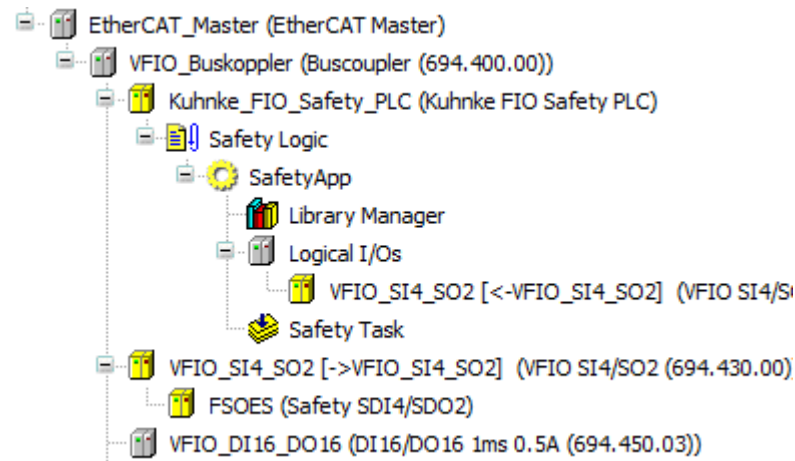 EtherCAT_Master (EtherCAT Master)
VFIO_Buskoppler (Buscoupler (694.400.00))
Kuhnke_FIO_Safety_PLC (Kuhnke FIO Safety PLC)
Safety Logic
SafetyApp
Library Manager
Logical I/Os
VFIO_SI4_SO2 [<-VFIO_SI4_SO2] (VFIO SI4/S
Safety Task
VFIO_SI4_SO2 [->VFIO_SI4_SO2] (VFIO SI4/SO2 (694.430.00)
FSOES (Safety SDI4/SDO2)
VFIO_DI16_DO16 (DI16/DO16 1ms 0.5A (694.450.03))